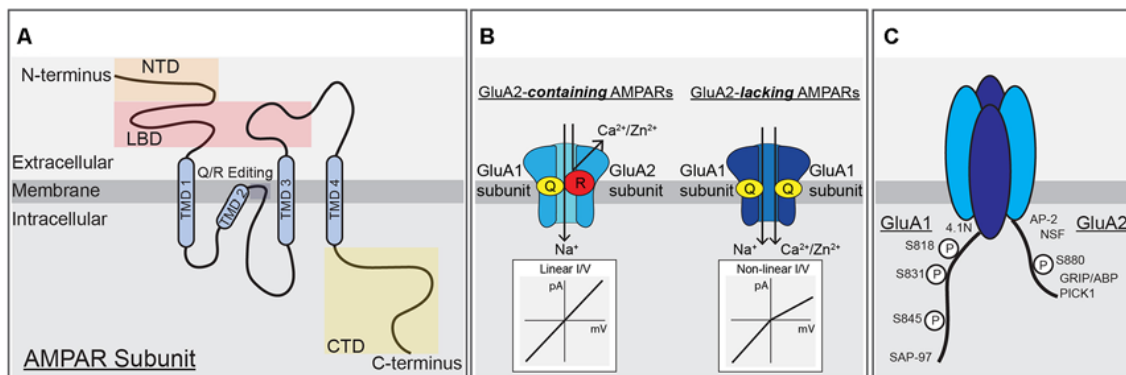 A
N-terminus
NTD
LBD
Extracellular
Q/R Editing
Membrane
Intracellular
TMD 1
TMD 2
TMD 3
TMD 4
CTD
C-terminus
AMPAR Subunit
B
GluA2-containing AMPARs
Ca²⁺/Zn²⁺
GluA1
subunit
Q
R
GluA2
subunit
Na⁺
Linear I/V
pA
mV
GluA2-lacking AMPARs
GluA1
subunit
Q
Q
GluA1
subunit
Na⁺
Ca²⁺/Zn²⁺
Non-linear I/V
pA
mV
C
GluA1
4.1N
S818
P
S831
P
S845
P
SAP-97
AP-2
NSF
GluA2
S880
P
GRIP/ABP
PICK1